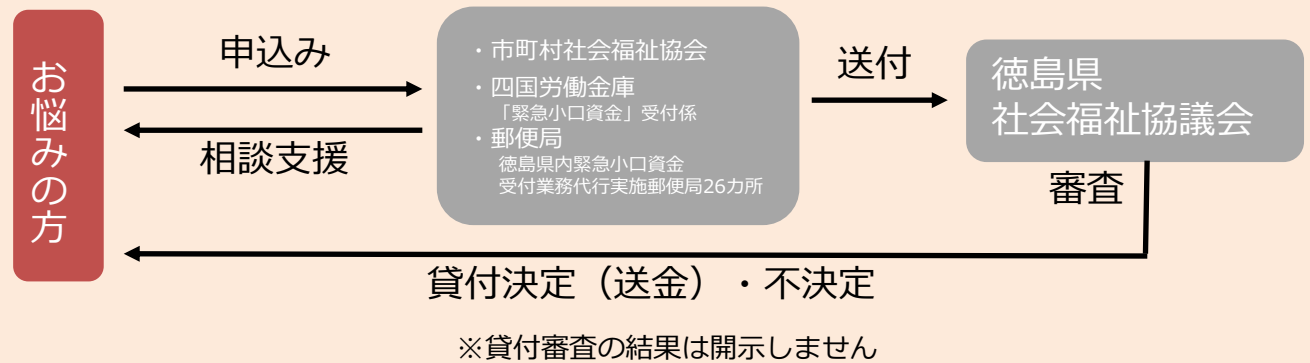 お悩みの方
申込み
相談支援
・市町村社会福祉協会
・四国労働金庫
「緊急小口資金」受付係
・郵便局
徳島県内緊急小口資金
受付業務代行実施郵便局26カ所
送付
徳島県
社会福祉協議会
審査
貸付決定（送金）・不決定
※貸付審査の結果は開示しません